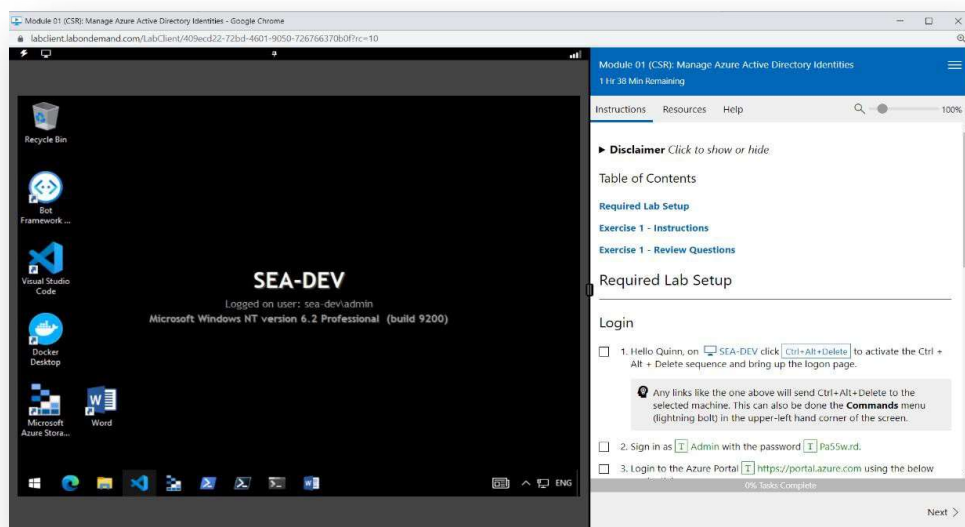 Module 01 (CSR): Manage Azure Active Directory Identities - Google Chrome
labclient.labondemand.com/LabClient/409ecd22-72bd-4601-9050-726766370b0f?rc=10
Recycle Bin
Bot
Framework ...
Visual Studio
Code
Docker
Desktop
Microsoft
Azure Stora...
Word
SEA-DEV
Logged on user: sea-dev\admin
Microsoft Windows NT version 6.2 Professional (build 9200)
ENG
Module 01 (CSR): Manage Azure Active Directory Identities
1 Hr 38 Min Remaining
Instructions Resources Help 100%
▶ Disclaimer Click to show or hide
Table of Contents
Required Lab Setup
Exercise 1 - Instructions
Exercise 1 - Review Questions
Required Lab Setup
Login
1. Hello Quinn, on SEA-DEV click Ctrl+Alt+Delete to activate the Ctrl +
Alt + Delete sequence and bring up the logon page.
Any links like the one above will send Ctrl+Alt+Delete to the
selected machine. This can also be done the Commands menu
(lightning bolt) in the upper-left hand corner of the screen.
2. Sign in as T Admin with the password T Pa55w.rd.
3. Login to the Azure Portal T https://portal.azure.com using the below
0% Tasks Complete
Next >